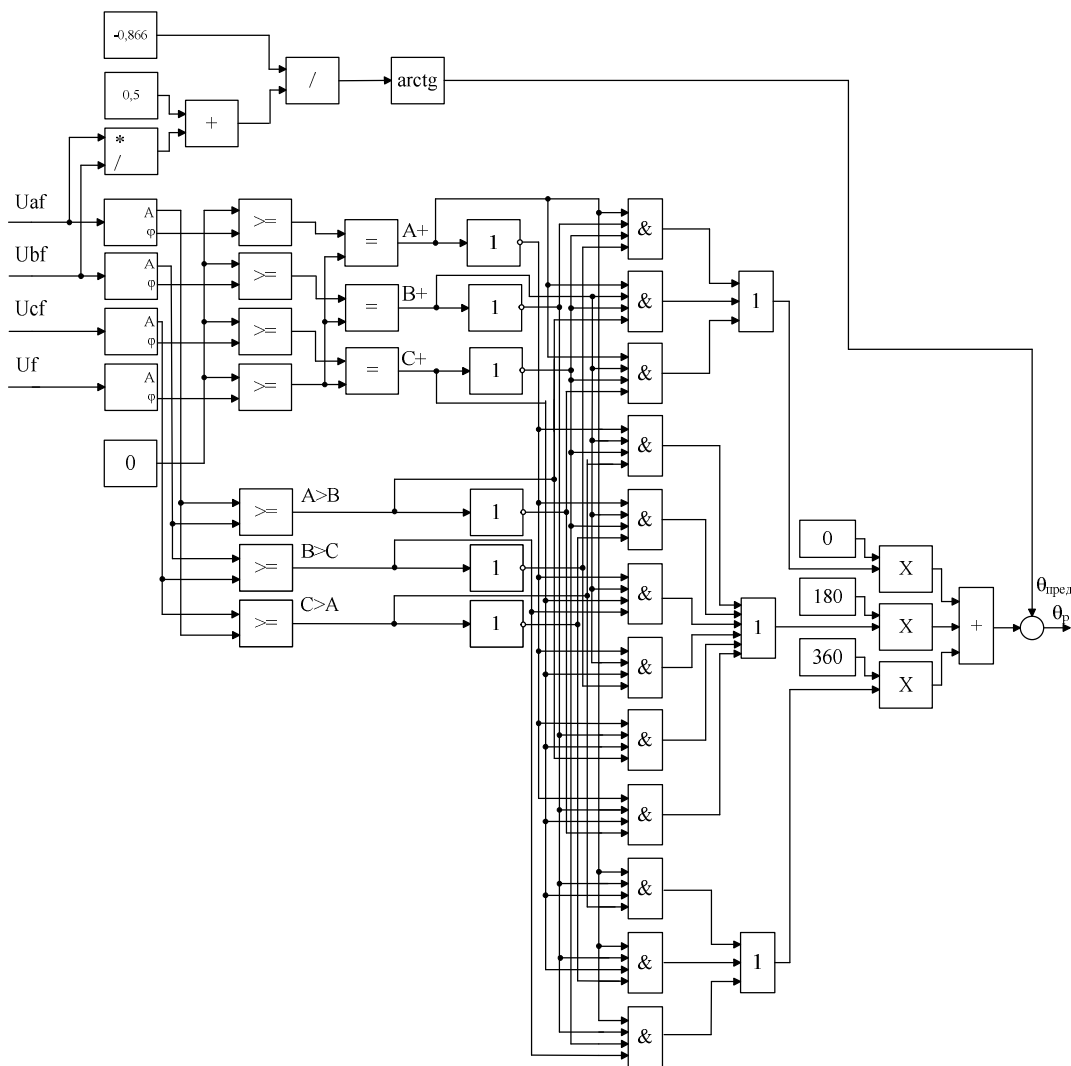 -0,866
/
arctg
0,5
+
*
/
Uaf
A
φ
>=
=
A+
1
&
Ubf
A
φ
>=
=
B+
1
&
1
Ucf
A
φ
>=
=
C+
1
&
Uf
A
φ
>=
0
&
>=
A>B
1
&
>=
B>C
1
&
>=
C>A
1
&
&
&
1
0
X
180
X
360
X
+
θпред
θр
&
&
&
1
&